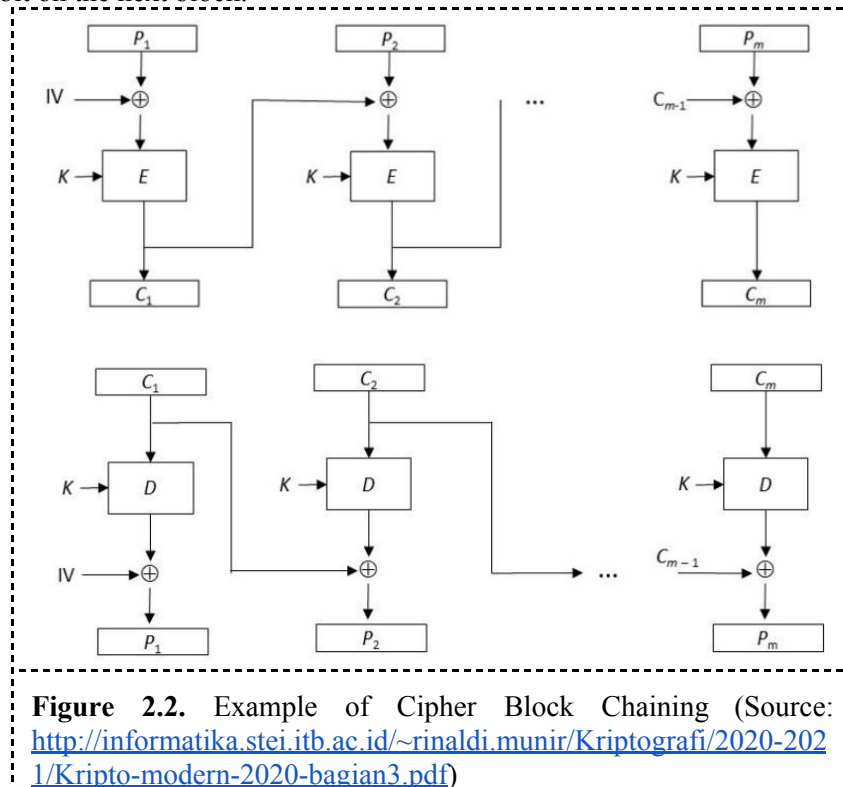 P₁ P₂ Pₘ
IV ⊕ ⊕ ... Cₘ₋₁ ⊕
K E K E K E
C₁ C₂ Cₘ
C₁ C₂ Cₘ
K D K D K D
IV ⊕ ⊕ ... Cₘ₋₁ ⊕
P₁ P₂ Pₘ
Figure 2.2. Example of Cipher Block Chaining (Source:
http://informatika.stei.itb.ac.id/~rinaldi.munir/Kriptografi/2020-202
1/Kripto-modern-2020-bagian3.pdf)